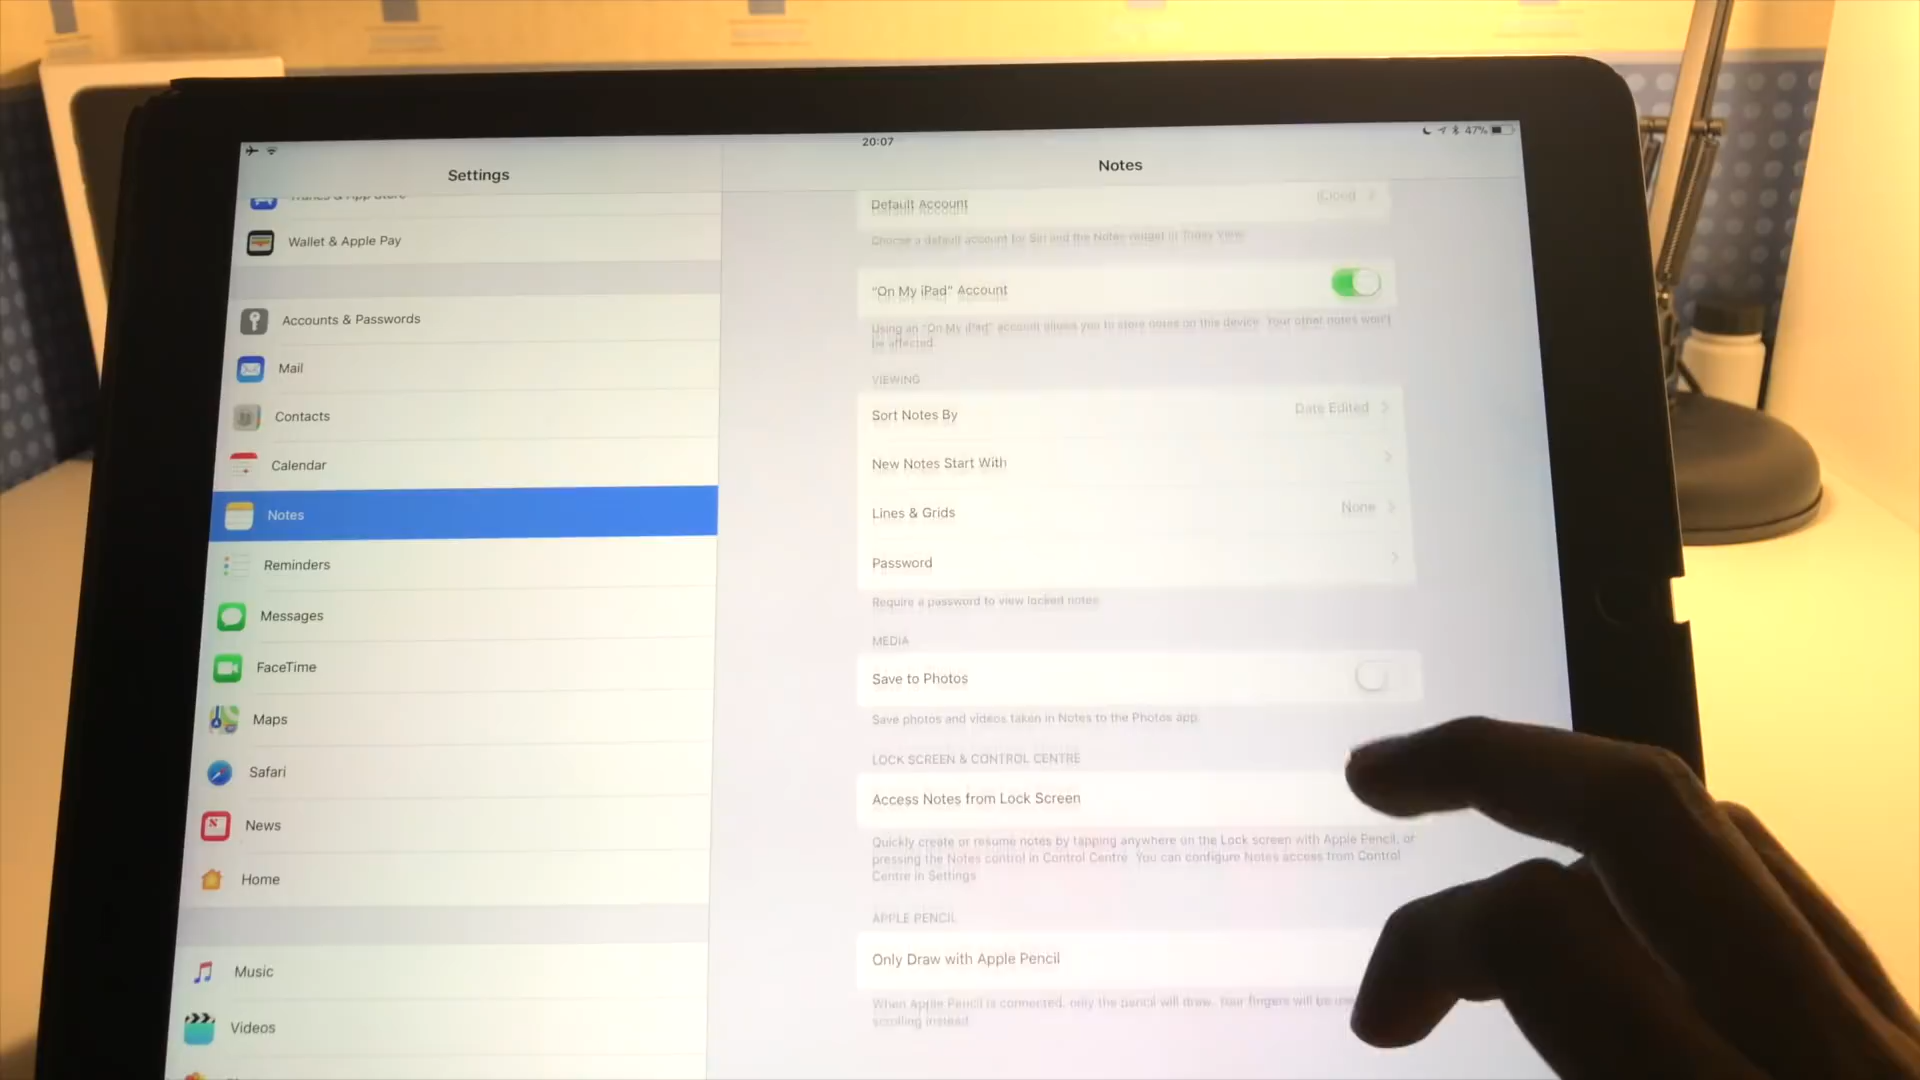 20:07
47%
Settings
iTunes & App Store
Wallet & Apple Pay
Accounts & Passwords
Mail
Contacts
Calendar
Notes
Reminders
Messages
FaceTime
Maps
Safari
News
Home
Music
Videos
Notes
Default Account
iCloud
Choose a default account for Siri and the Notes widget in Today View.
“On My iPad” Account
Using an “On My iPad” account allows you to store notes on this device. Your other notes won't
be affected.
VIEWING
Sort Notes By
Date Edited
New Notes Start With
Lines & Grids
None
Password
Require a password to view locked notes.
MEDIA
Save to Photos
Save photos and videos taken in Notes to the Photos app.
LOCK SCREEN & CONTROL CENTRE
Access Notes from Lock Screen
Quickly create or resume notes by tapping anywhere on the Lock screen with Apple Pencil, or
pressing the Notes control in Control Centre. You can configure Notes access from Control
Centre in Settings.
APPLE PENCIL
Only Draw with Apple Pencil
When Apple Pencil is connected, only the pencil will draw. Your fingers will be
scrolling instead.